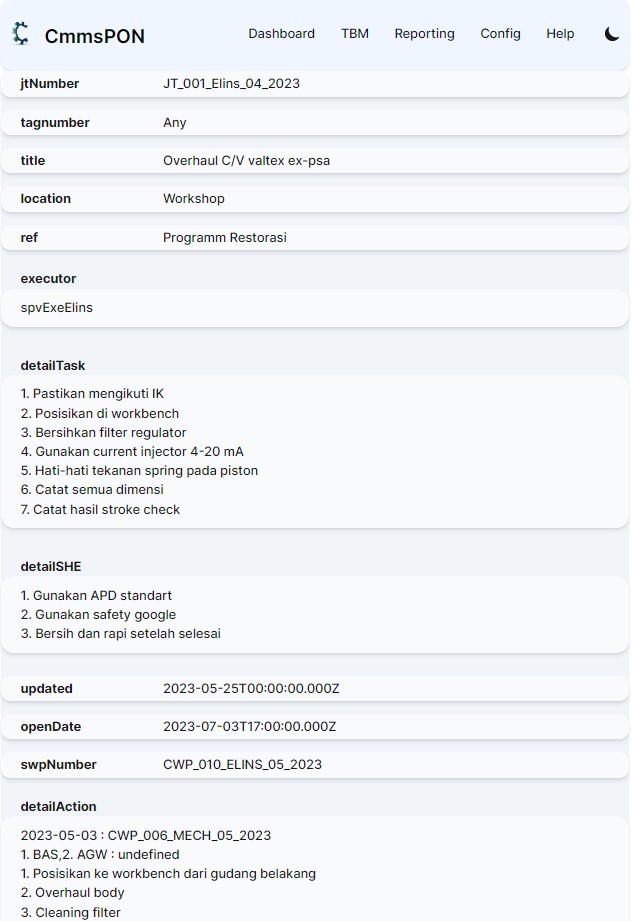 CmmsPON Dashboard TBM Reporting Config Help
jtNumber JT_001_Elins_04_2023
tagnumber Any
title Overhaul C/V valtex ex-psa
location Workshop
ref Programm Restorasi
executor
spvExeElins
detailTask
1. Pastikan mengikuti IK
2. Posisikan di workbench
3. Bersihkan filter regulator
4. Gunakan current injector 4-20 mA
5. Hati-hati tekanan spring pada piston
6. Catat semua dimensi
7. Catat hasil stroke check
detailSHE
1. Gunakan APD standart
2. Gunakan safety google
3. Bersih dan rapi setelah selesai
updated 2023-05-25T00:00:00.000Z
openDate 2023-07-03T17:00:00.000Z
swpNumber CWP_010_ELINS_05_2023
detailAction
2023-05-03 : CWP_006_MECH_05_2023
1. BAS,2. AGW : undefined
1. Posisikan ke workbench dari gudang belakang
2. Overhaul body
3. Cleaning filter